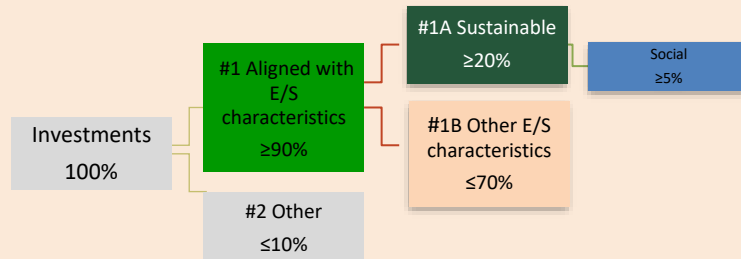 Investments
100%
#1 Aligned with
E/S
characteristics
≥90%
#2 Other
≤10%
#1A Sustainable
≥20%
#1B Other E/S
characteristics
≤70%
Social
≥5%